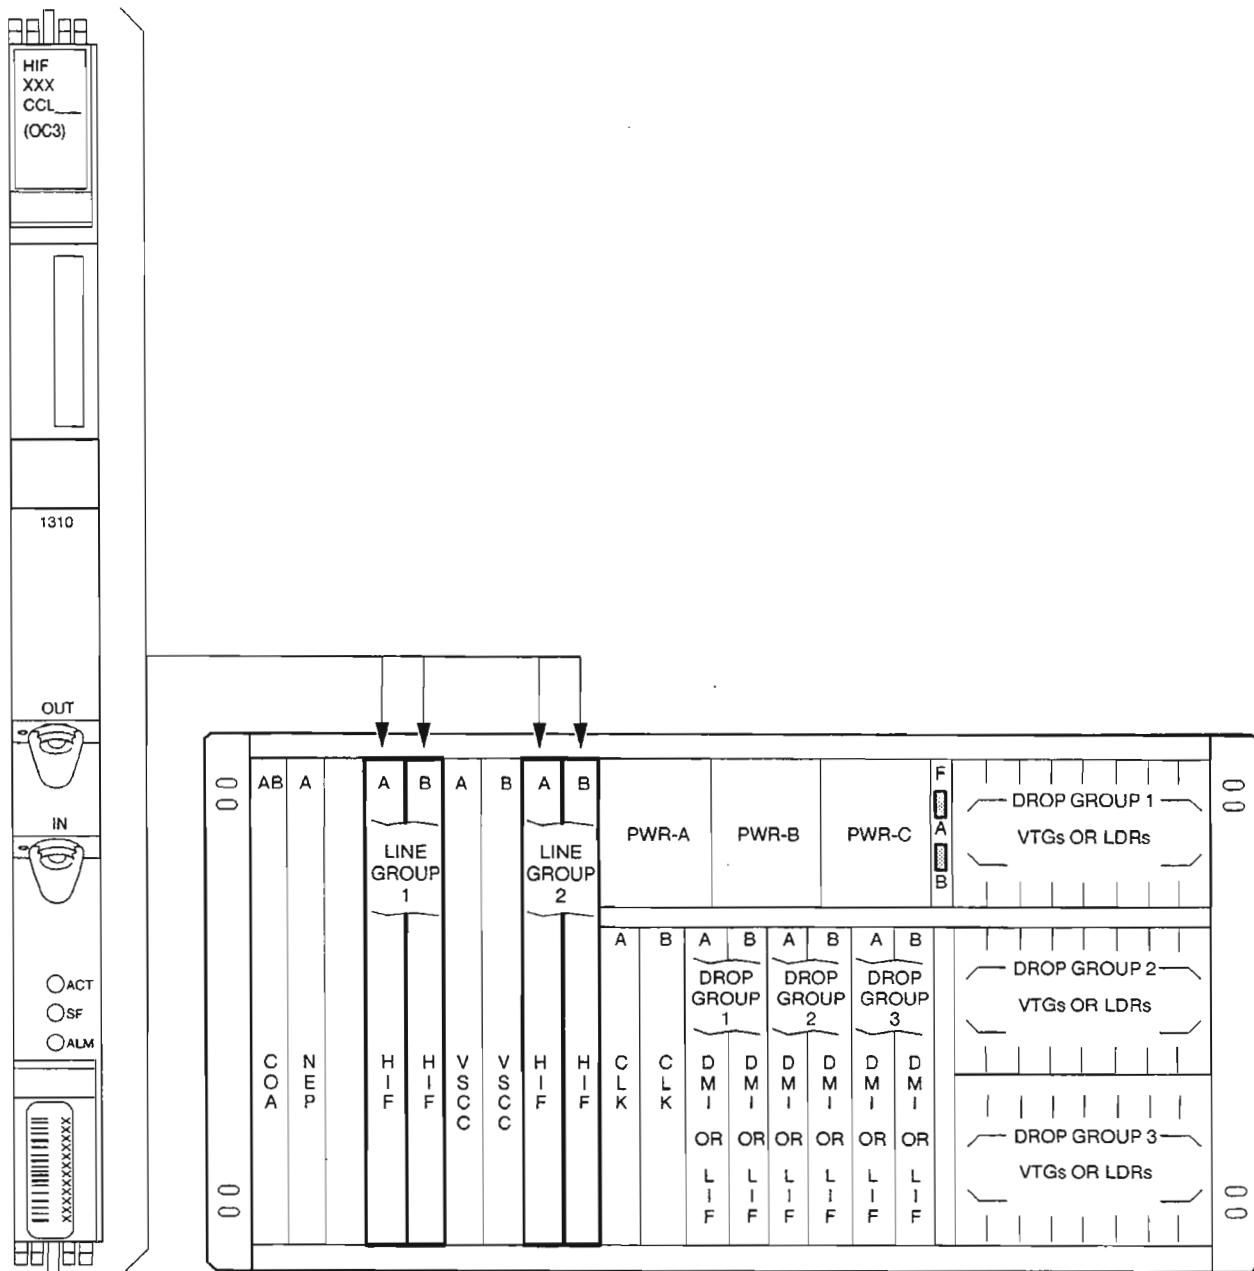 HIF
XXX
CCL___
(OC3)
1310
OUT
IN
ACT
SF
ALM
XXXXXXXXXXXXXXXX
AB A A B A B A B
LINE
GROUP
1
LINE
GROUP
2
COA
NEP
HIF
HIF
VSCC
VSCC
HIF
HIF
PWR-A PWR-B PWR-C
F
A
B
DROP GROUP 1
VTGs OR LDRs
A B A B A B A B
DROP
GROUP
1
DROP
GROUP
2
DROP
GROUP
3
CLK
CLK
DMI OR LIF
DMI OR LIF
DMI OR LIF
DMI OR LIF
DMI OR LIF
DMI OR LIF
DROP GROUP 2
VTGs OR LDRs
DROP GROUP 3
VTGs OR LDRs